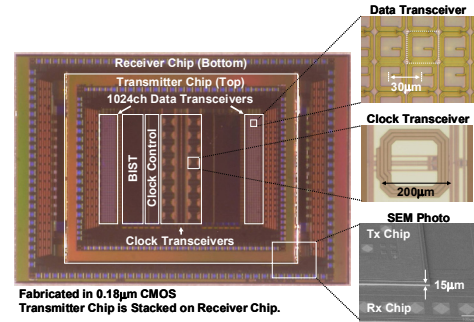 Data Transceiver
Receiver Chip (Bottom)
Transmitter Chip (Top)
1024ch Data Transceivers
30μm
BIST
Clock Control
Clock Transceiver
200μm
Clock Transceivers
SEM Photo
Tx Chip
15μm
Rx Chip
Fabricated in 0.18μm CMOS
Transmitter Chip is Stacked on Receiver Chip.